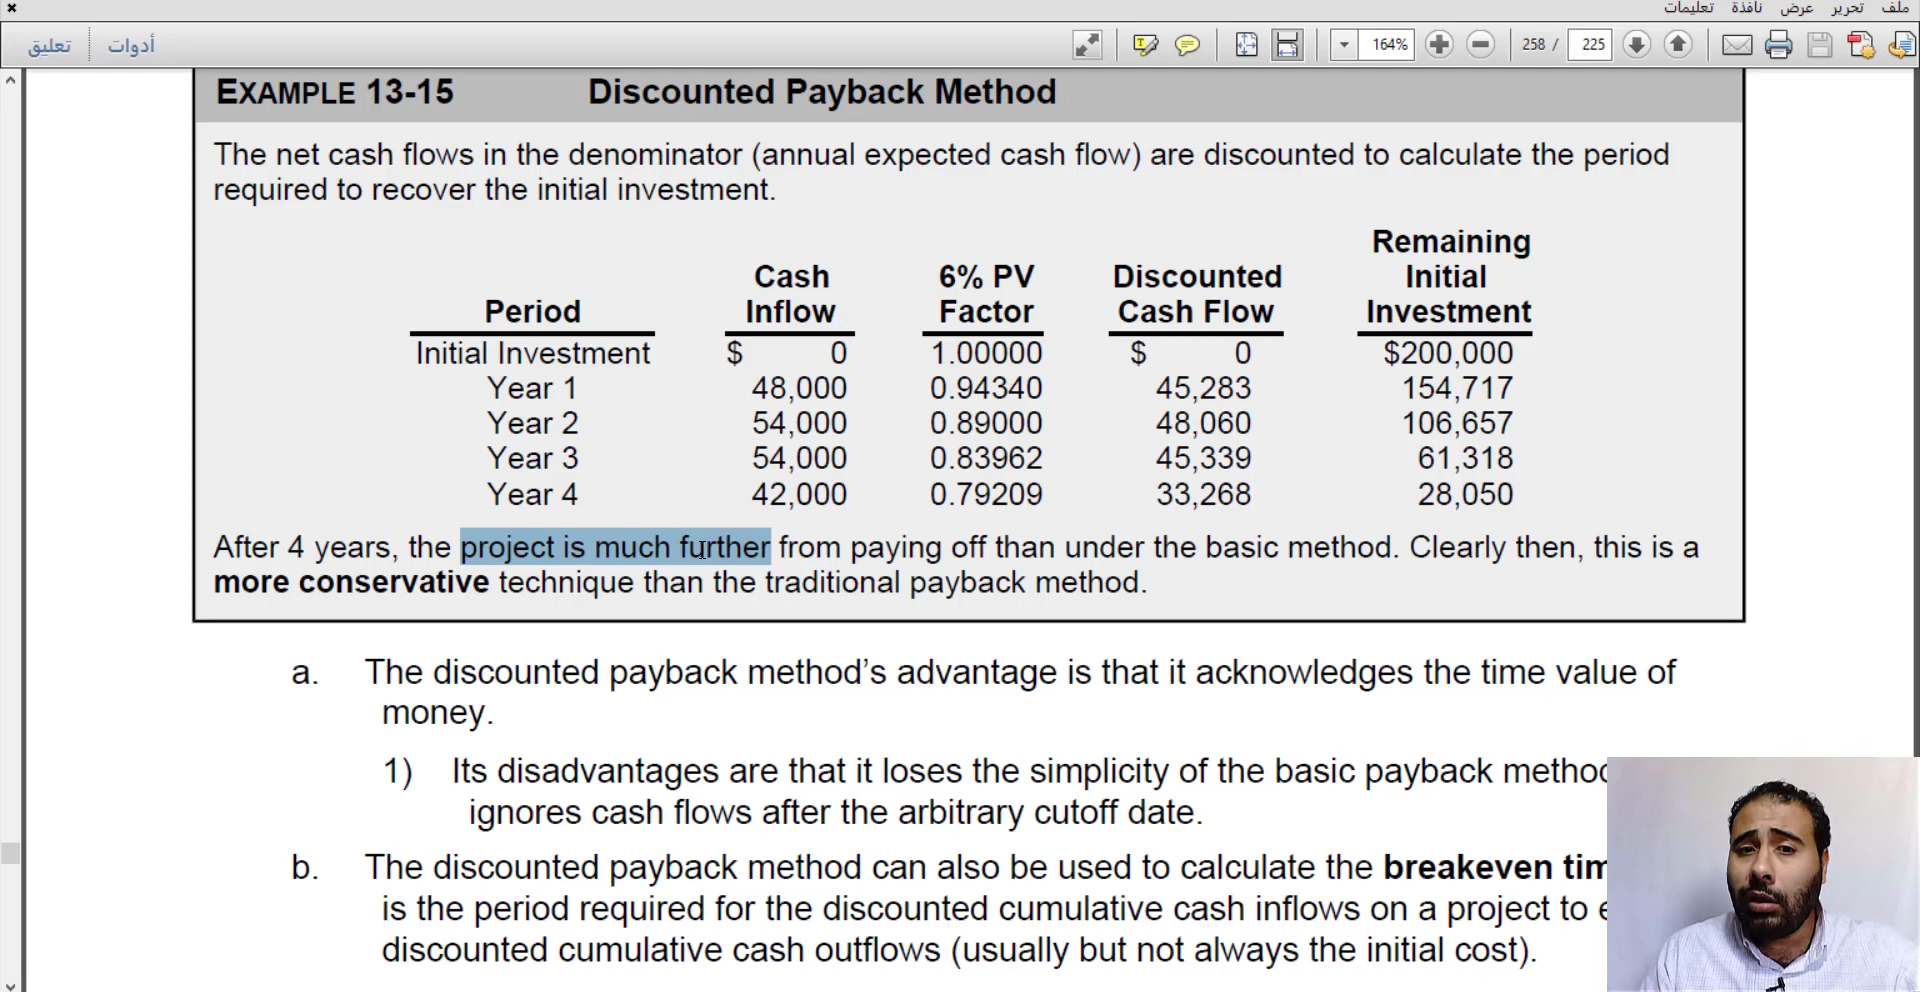 ملف تحرير عرض نافذة تعليمات
258 / 225 164% أدوات تعليق
EXAMPLE 13-15 Discounted Payback Method
The net cash flows in the denominator (annual expected cash flow) are discounted to calculate the period
required to recover the initial investment.
Remaining
Cash 6% PV Discounted Initial
Period Inflow Factor Cash Flow Investment
Initial Investment $ 0 1.00000 $ 0 $200,000
Year 1 48,000 0.94340 45,283 154,717
Year 2 54,000 0.89000 48,060 106,657
Year 3 54,000 0.83962 45,339 61,318
Year 4 42,000 0.79209 33,268 28,050
After 4 years, the project is much further from paying off than under the basic method. Clearly then, this is a
more conservative technique than the traditional payback method.
a. The discounted payback method’s advantage is that it acknowledges the time value of
money.
1) Its disadvantages are that it loses the simplicity of the basic payback
ignores cash flows after the arbitrary cutoff date.
b. The discounted payback method can also be used to calculate the breakeven
is the period required for the discounted cumulative cash inflows on a project to
discounted cumulative cash outflows (usually but not always the initial cost).